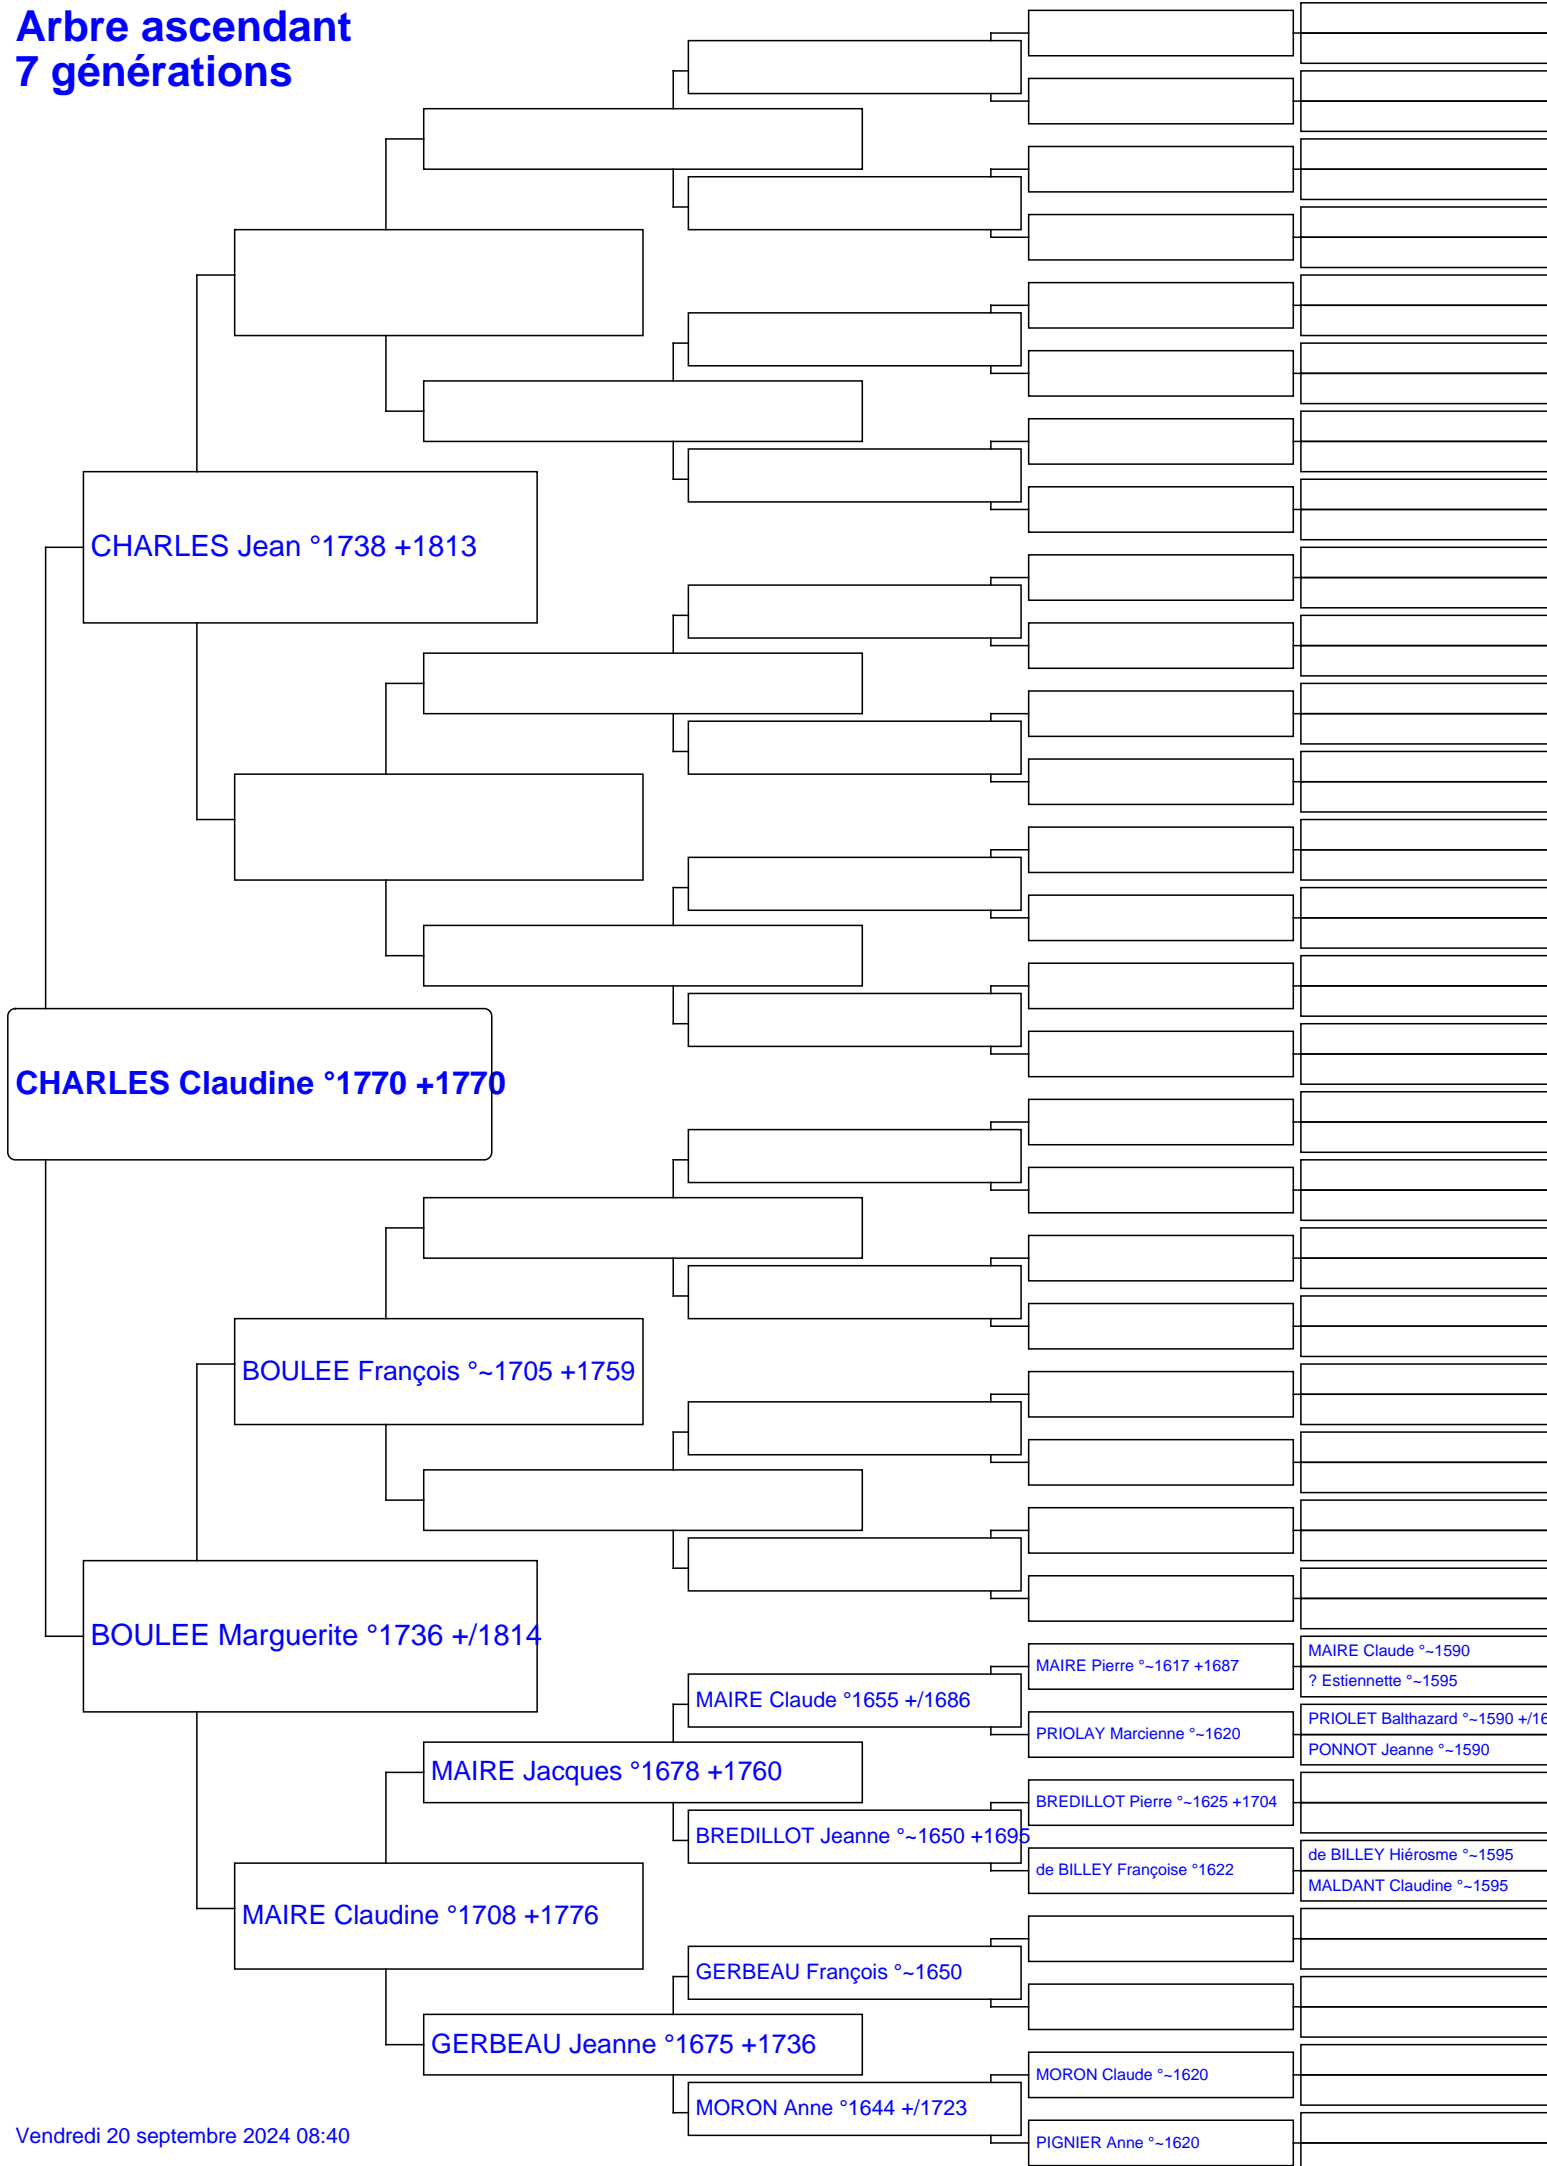 Arbre ascendant
7 générations
CHARLES Jean °1738 +1813
CHARLES Claudine °1770 +1770
BOULEE François °~1705 +1759
BOULEE Marguerite °1736 +/1814
MAIRE Claude °~1590
MAIRE Pierre °~1617 +1687
? Estiennette °~1595
MAIRE Claude °1655 +/1686
PRIOLET Balthazard °~1590 +/16
PRIOLAY Marcienne °~1620
PONNOT Jeanne °~1590
MAIRE Jacques °1678 +1760
BREDILLOT Pierre °~1625 +1704
BREDILLOT Jeanne °~1650 +1695
de BILLEY Hiérosme °~1595
de BILLEY Françoise °1622
MALDANT Claudine °~1595
MAIRE Claudine °1708 +1776
GERBEAU François °~1650
GERBEAU Jeanne °1675 +1736
MORON Claude °~1620
MORON Anne °1644 +/1723
PIGNIER Anne °~1620
Vendredi 20 septembre 2024 08:40